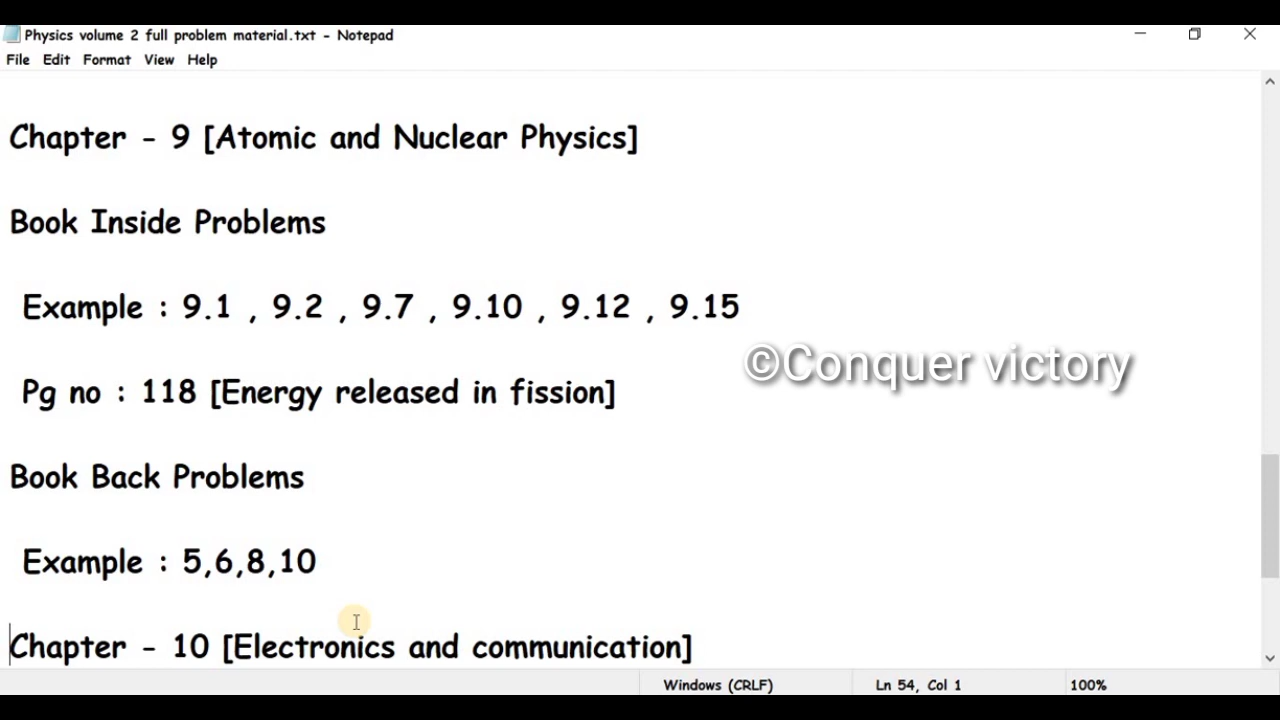 Physics volume 2 full problem material.txt - Notepad
File Edit Format View Help
Chapter - 9 [Atomic and Nuclear Physics]
Book Inside Problems
Example : 9.1 , 9.2 , 9.7 , 9.10 , 9.12 , 9.15
©Conquer victory
Pg no : 118 [Energy released in fission]
Book Back Problems
Example : 5,6,8,10
Chapter - 10 [Electronics and communication]
Windows (CRLF) Ln 54, Col 1 100%